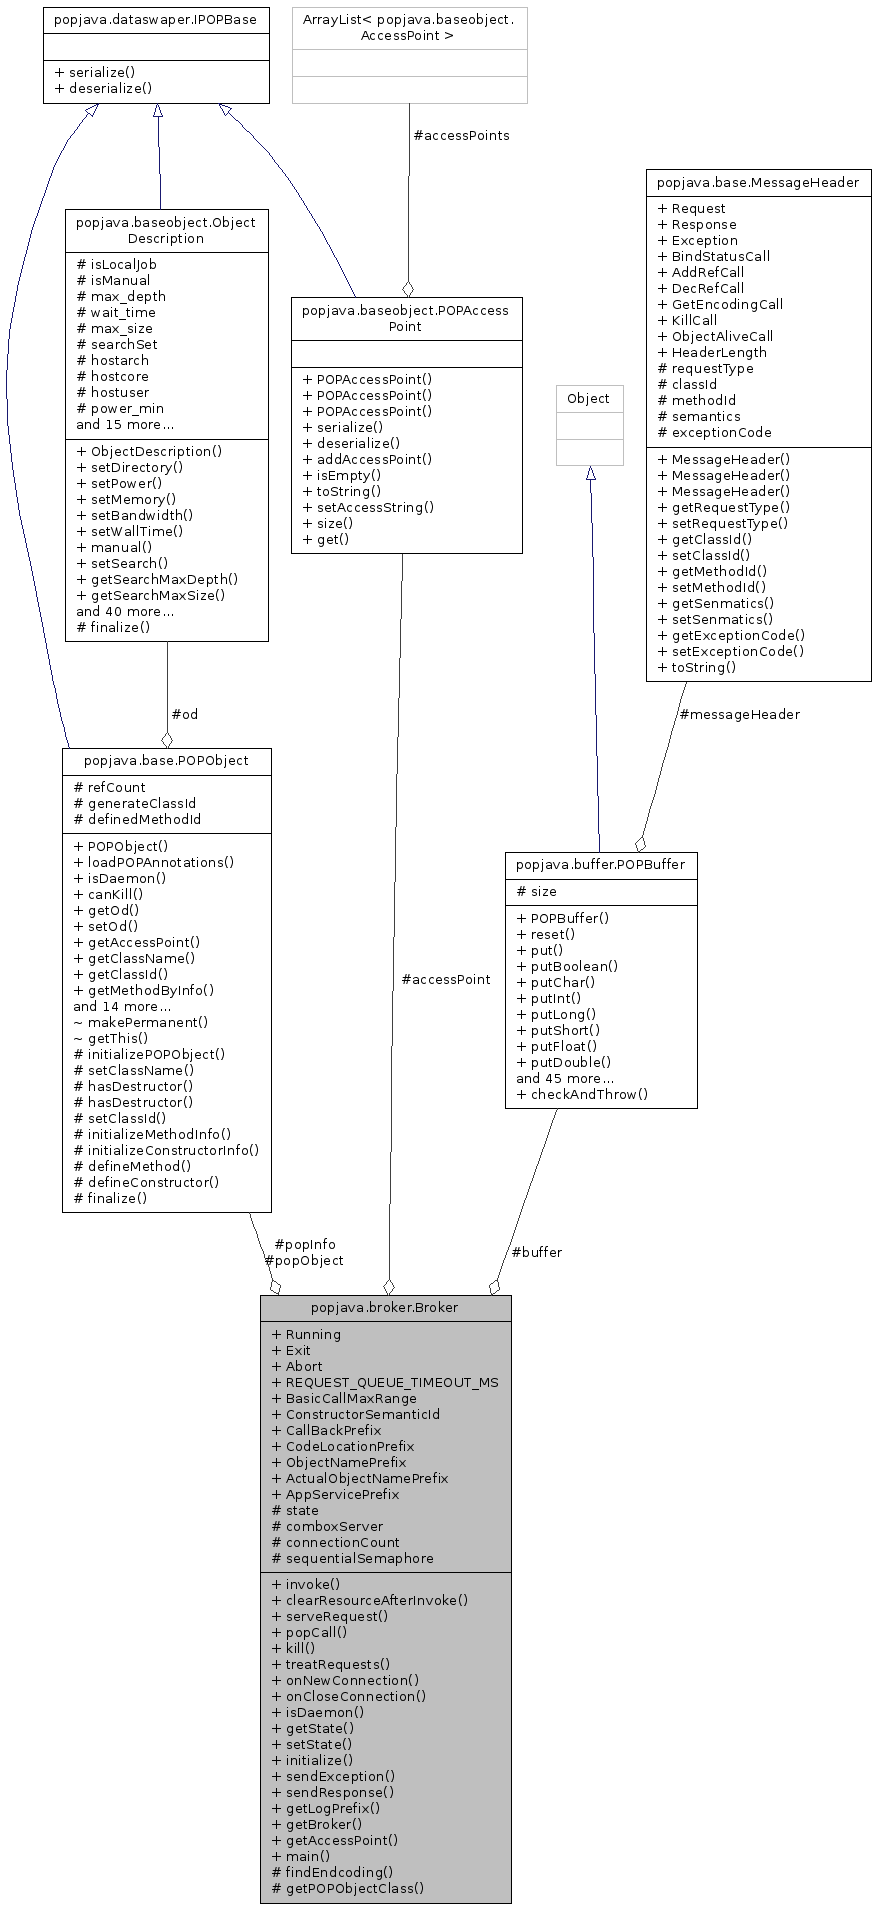 popjava.dataswaper.IPOPBase
+ serialize()
+ deserialize()
ArrayList< popjava.baseobject.
AccessPoint >
#accessPoints
popjava.baseobject.Object
Description
# isLocalJob
# isManual
# max_depth
# wait_time
# max_size
# searchSet
# hostarch
# hostcore
# hostuser
# power_min
and 15 more...
+ ObjectDescription()
+ setDirectory()
+ setPower()
+ setMemory()
+ setBandwidth()
+ setWallTime()
+ manual()
+ setSearch()
+ getSearchMaxDepth()
+ getSearchMaxSize()
and 40 more...
# finalize()
popjava.baseobject.POPAccess
Point
+ POPAccessPoint()
+ POPAccessPoint()
+ POPAccessPoint()
+ serialize()
+ deserialize()
+ addAccessPoint()
+ isEmpty()
+ toString()
+ setAccessString()
+ size()
+ get()
Object
popjava.base.MessageHeader
+ Request
+ Response
+ Exception
+ BindStatusCall
+ AddRefCall
+ DecRefCall
+ GetEncodingCall
+ KillCall
+ ObjectAliveCall
+ HeaderLength
# requestType
# classId
# methodId
# semantics
# exceptionCode
+ MessageHeader()
+ MessageHeader()
+ MessageHeader()
+ getRequestType()
+ setRequestType()
+ getClassId()
+ setClassId()
+ getMethodId()
+ setMethodId()
+ getSenmatics()
+ setSenmatics()
+ getExceptionCode()
+ setExceptionCode()
+ toString()
#od
#messageHeader
popjava.base.POPObject
# refCount
# generateClassId
# definedMethodId
+ POPObject()
+ loadPOPAnnotations()
+ isDaemon()
+ canKill()
+ getOd()
+ setOd()
+ getAccessPoint()
+ getClassName()
+ getClassId()
+ getMethodByInfo()
and 14 more...
~ makePermanent()
~ getThis()
# initializePOPObject()
# setClassName()
# hasDestructor()
# hasDestructor()
# setClassId()
# initializeMethodInfo()
# initializeConstructorInfo()
# defineMethod()
# defineConstructor()
# finalize()
#accessPoint
popjava.buffer.POPBuffer
# size
+ POPBuffer()
+ reset()
+ put()
+ putBoolean()
+ putChar()
+ putInt()
+ putLong()
+ putShort()
+ putFloat()
+ putDouble()
and 45 more...
+ checkAndThrow()
#popInfo
#popObject
#buffer
popjava.broker.Broker
+ Running
+ Exit
+ Abort
+ REQUEST_QUEUE_TIMEOUT_MS
+ BasicCallMaxRange
+ ConstructorSemanticId
+ CallBackPrefix
+ CodeLocationPrefix
+ ObjectNamePrefix
+ ActualObjectNamePrefix
+ AppServicePrefix
# state
# comboxServer
# connectionCount
# sequentialSemaphore
+ invoke()
+ clearResourceAfterInvoke()
+ serveRequest()
+ popCall()
+ kill()
+ treatRequests()
+ onNewConnection()
+ onCloseConnection()
+ isDaemon()
+ getState()
+ setState()
+ initialize()
+ sendException()
+ sendResponse()
+ getLogPrefix()
+ getBroker()
+ getAccessPoint()
+ main()
# findEndcoding()
# getPOPObjectClass()